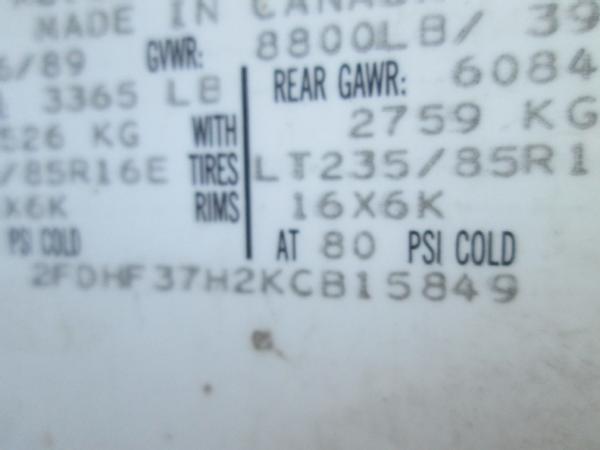 MADE IN CANADA
6/89 GVWR: 8800LB/ 39
3365 LB REAR GAWR: 6084
526 KG WITH 2759 KG
/85R16E TIRES LT235/85R1
X6K RIMS 16X6K
PSI COLD AT 80 PSI COLD
2FDHF37H2KCB15849